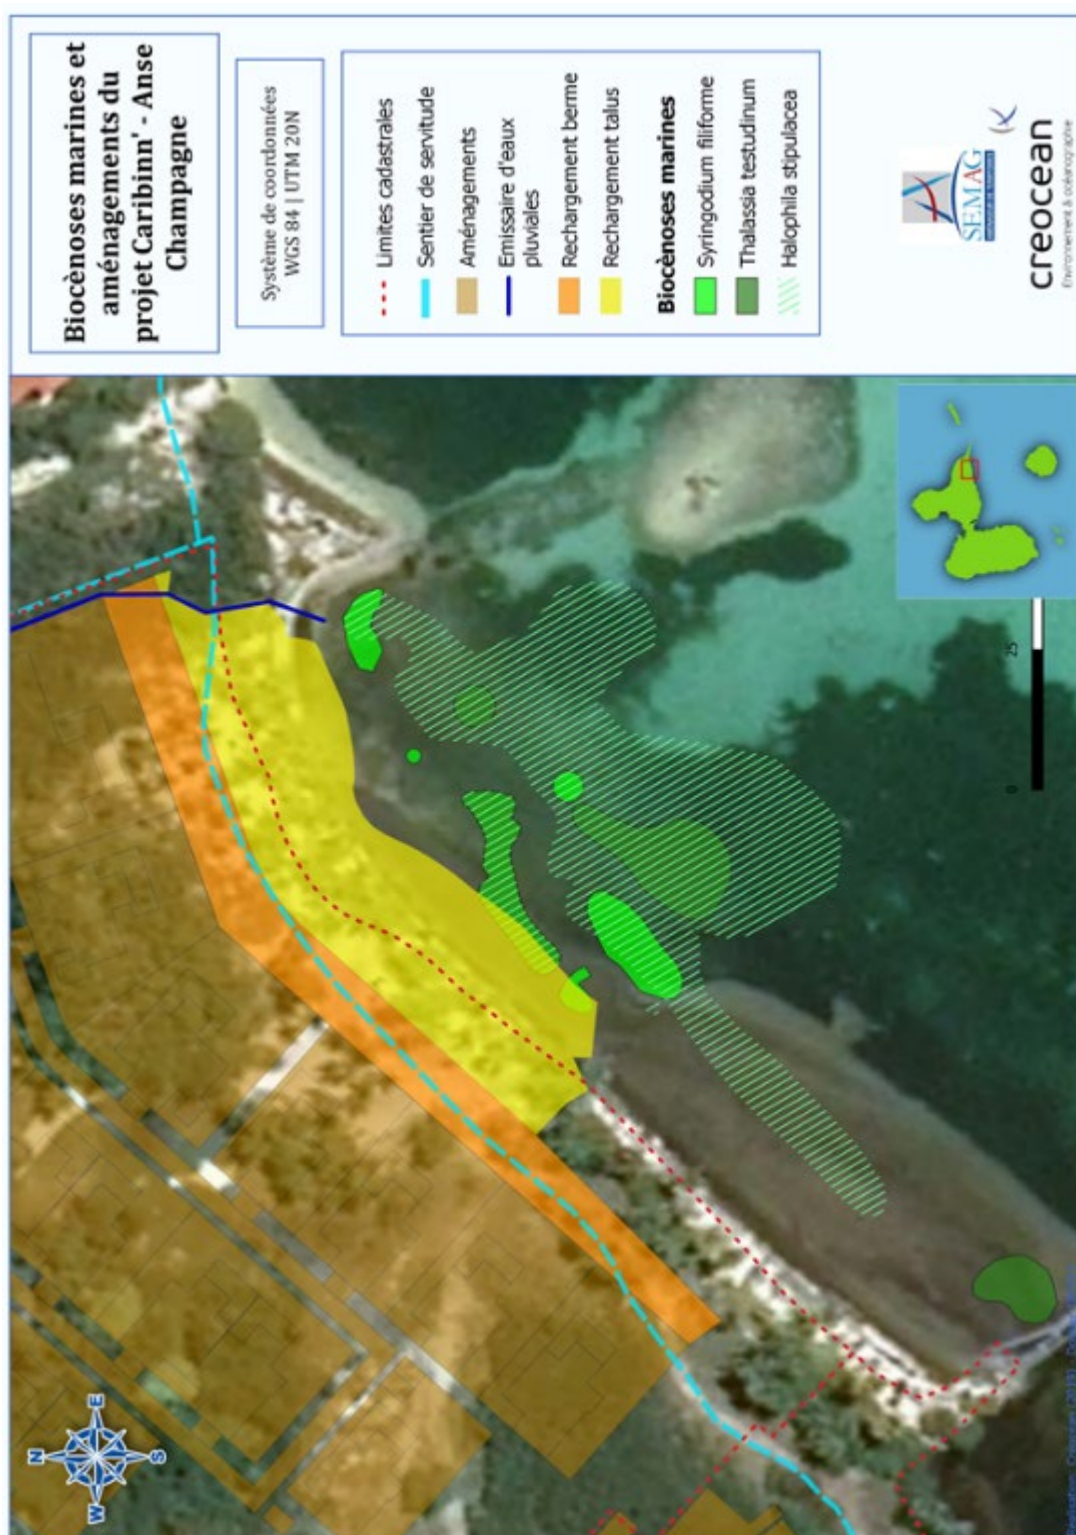 Biocènoses marines et
aménagements du
projet Caribinn' - Anse
Champagne
Système de coordonnées
WGS 84 | UTM 20N
Limites cadastrales
Sentier de servitude
Aménagements
Emissaire d'eaux
pluviales
Rechargement berme
Rechargement talus
Biocènoses marines
Syringodium filiforme
Thalassia testudinum
Halophila stipulacea
SEMAG
creocean
Environnement & océanographie
N
W
E
S
0
25